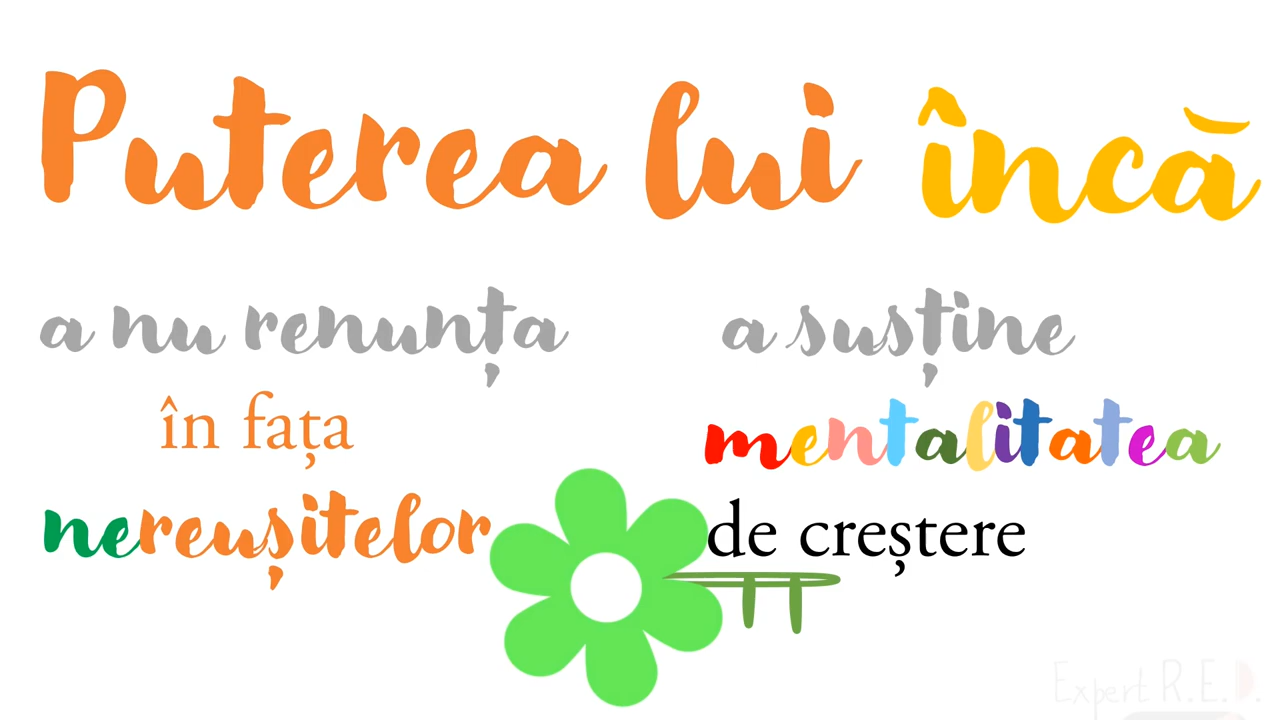 Puterea lui încă
a nu renunța
în fața
nereușitelor
a susține
mentalitatea
de creștere
Expert R.E.D.